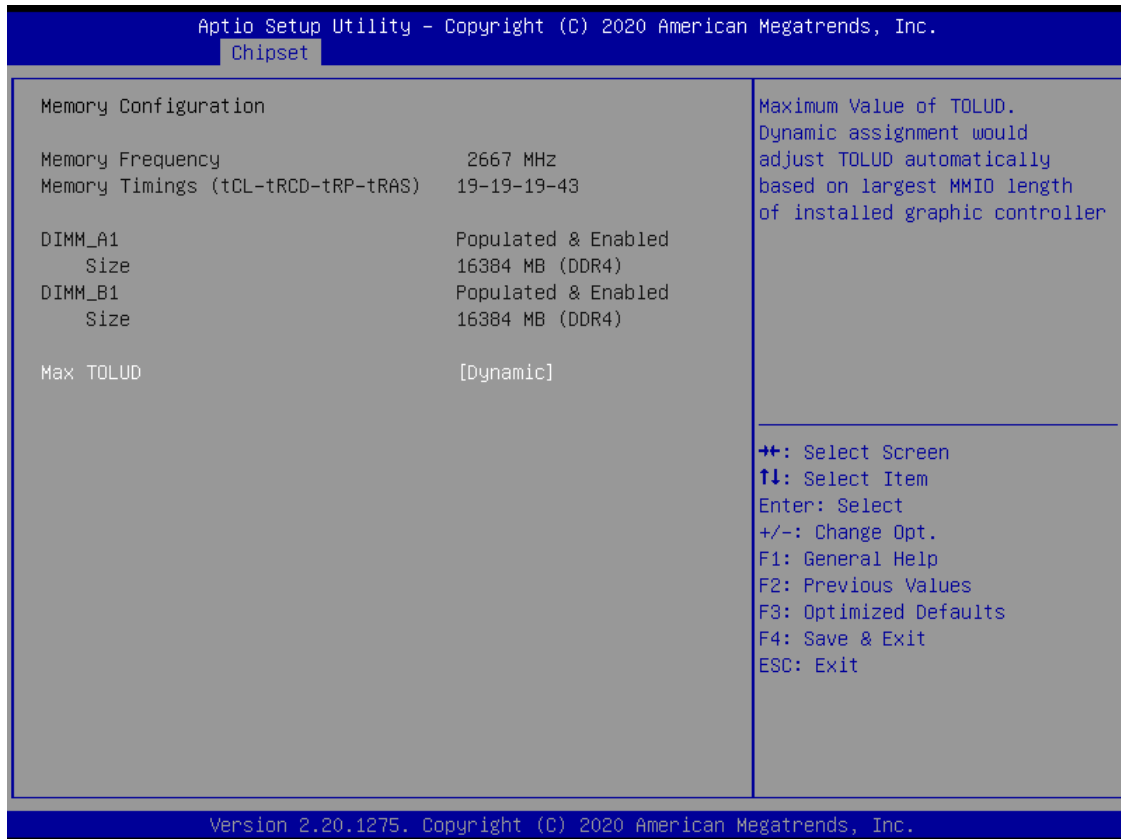 Aptio Setup Utility – Copyright (C) 2020 American Megatrends, Inc.
Chipset
Memory Configuration
Memory Frequency 2667 MHz
Memory Timings (tCL-tRCD-tRP-tRAS) 19-19-19-43
DIMM_A1 Populated & Enabled
Size 16384 MB (DDR4)
DIMM_B1 Populated & Enabled
Size 16384 MB (DDR4)
Max TOLUD [Dynamic]
Maximum Value of TOLUD.
Dynamic assignment would
adjust TOLUD automatically
based on largest MMIO length
of installed graphic controller
→←: Select Screen
↑↓: Select Item
Enter: Select
+/-: Change Opt.
F1: General Help
F2: Previous Values
F3: Optimized Defaults
F4: Save & Exit
ESC: Exit
Version 2.20.1275. Copyright (C) 2020 American Megatrends, Inc.